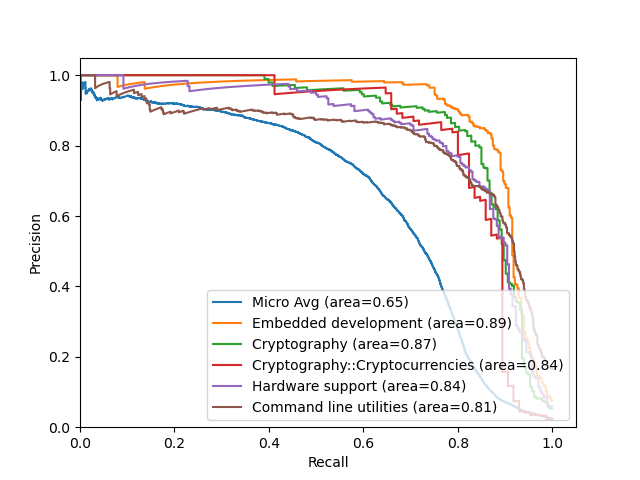 1.0
0.8
0.6
0.4
0.2
0.0
Precision
0.0 0.2 0.4 0.6 0.8 1.0
Recall
Micro Avg (area=0.65)
Embedded development (area=0.89)
Cryptography (area=0.87)
Cryptography::Cryptocurrencies (area=0.84)
Hardware support (area=0.84)
Command line utilities (area=0.81)